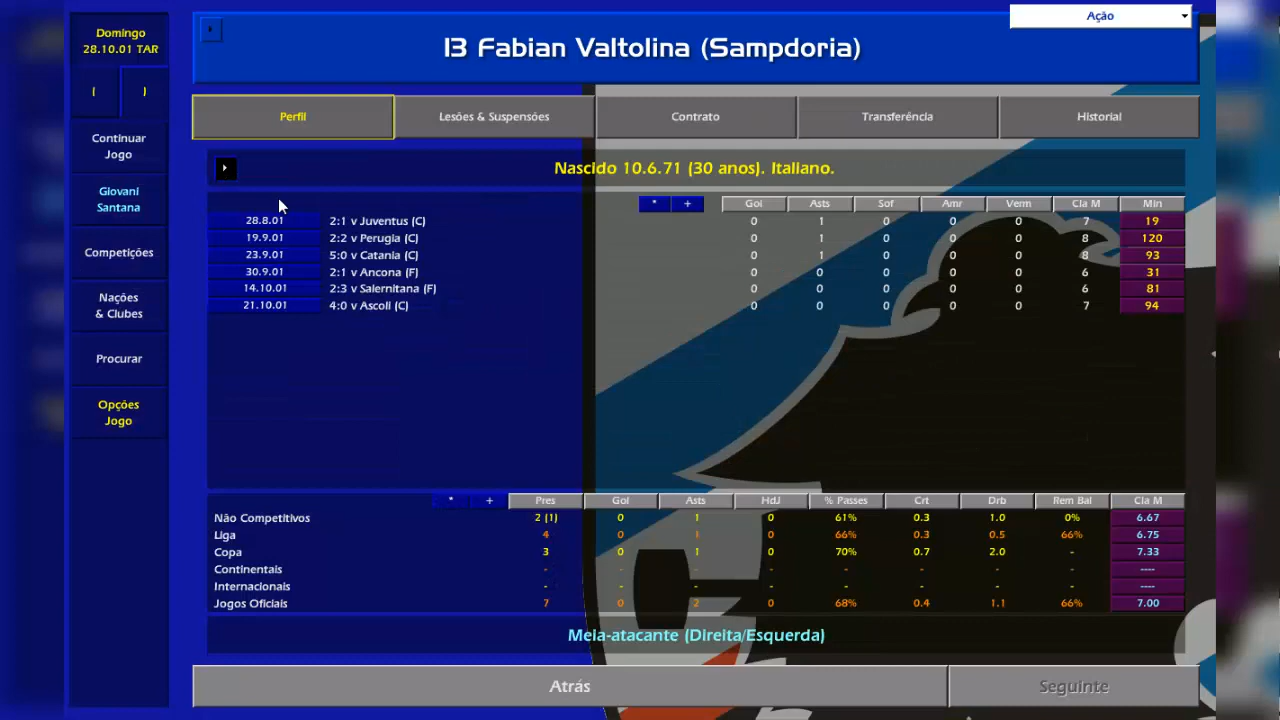 Ação
Domingo
28.10.01 TAR
13 Fabian Valtolina (Sampdoria)
( )
Perfil Lesões & Suspensões Contrato Transferência Historial
Continuar
Jogo
Nascido 10.6.71 (30 anos). Italiano.
Giovani
Santana
* + Gol Asts Sof Amr Verm Cla M Min
28.8.01 2:1 v Juventus (C) 0 1 0 0 0 7 19
19.9.01 2:2 v Perugia (C) 0 1 0 0 0 8 120
23.9.01 5:0 v Catania (C) 0 1 0 0 0 8 93
30.9.01 2:1 v Ancona (F) 0 0 0 0 0 6 31
14.10.01 2:3 v Salernitana (F) 0 0 0 0 0 6 81
21.10.01 4:0 v Ascoli (C) 0 0 0 0 0 7 94
Competições
Nações
& Clubes
Procurar
Opções
Jogo
* + Pres Gol Asts HdJ % Passes Crt Drb Rem Bal Cla M
Não Competitivos 2 (1) 0 1 0 61% 0.3 1.0 0% 6.67
Liga 4 0 1 0 66% 0.3 0.5 66% 6.75
Copa 3 0 1 0 70% 0.7 2.0 - 7.33
Continentais - - - - - - - - ----
Internacionais - - - - - - - - ----
Jogos Oficiais 7 0 2 0 68% 0.4 1.1 66% 7.00
Meia-atacante (Direita/Esquerda)
Atrás Seguinte